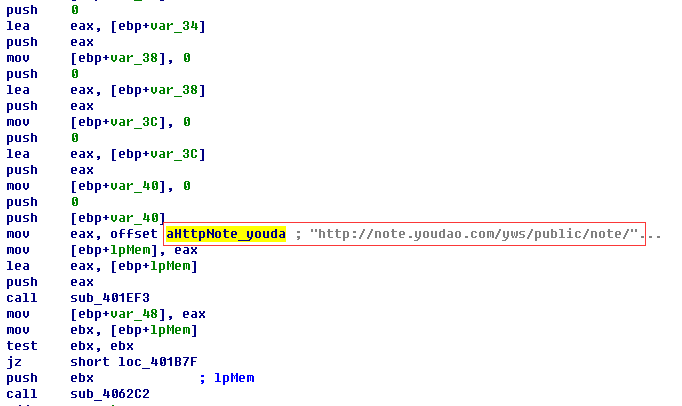 push    0
lea     eax, [ebp+var_34]
push    eax
mov     [ebp+var_38], 0
push    0
lea     eax, [ebp+var_38]
push    eax
mov     [ebp+var_3C], 0
push    0
lea     eax, [ebp+var_3C]
push    eax
mov     [ebp+var_40], 0
push    0
push    [ebp+var_40]
mov     eax, offset aHttpNote_youda ; "http://note.youdao.com/yws/public/note/"...
mov     [ebp+lpMem], eax
lea     eax, [ebp+lpMem]
push    eax
call    sub_401EF3
mov     [ebp+var_48], eax
mov     ebx, [ebp+lpMem]
test    ebx, ebx
jz      short loc_401B7F
push    ebx             ; lpMem
call    sub_4062C2